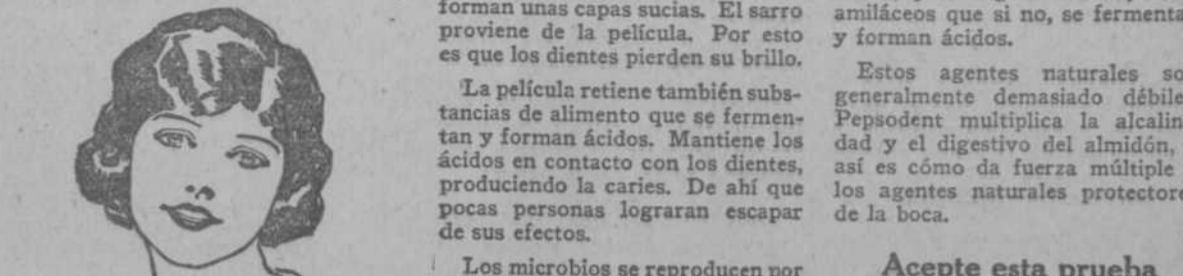 forman unas capas sucias. El sarro
proviene de la película. Por esto
es que los dientes pierden su brillo.
La película retiene también subs-
tancias de alimento que se fermen-
tan y forman ácidos. Mantiene los
ácidos en contacto con los dientes,
produciendo la caries. De ahí que
pocas personas lograran escapar
de sus efectos.
Los microbios se reproducen por
amiláceos que si no, se fermenta
y forman ácidos.
Estos agentes naturales so
generalmente demasiado débile
Pepsodent multiplica la alcalin
dad y el digestivo del almidón,
así es cómo da fuerza múltiple
los agentes naturales protectore
de la boca.
Acepte esta prueba